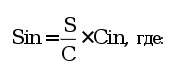 Sin = S/C × Cin, где: